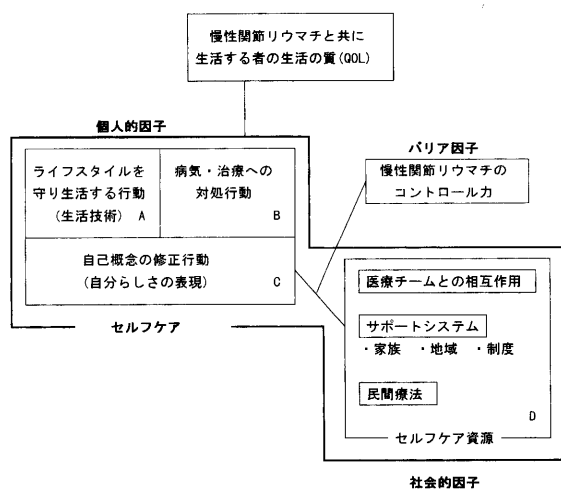 慢性関節リウマチと共に
生活する者の生活の質(QOL)
個人的因子
バリア因子
ライフスタイルを
守り生活する行動
(生活技術) A
病気・治療への
対処行動
B
慢性関節リウマチの
コントロール力
自己概念の修正行動
(自分らしさの表現) C
セルフケア
医療チームとの相互作用
サポートシステム
・家族 ・地域 ・制度
民間療法
D
セルフケア資源
社会的因子